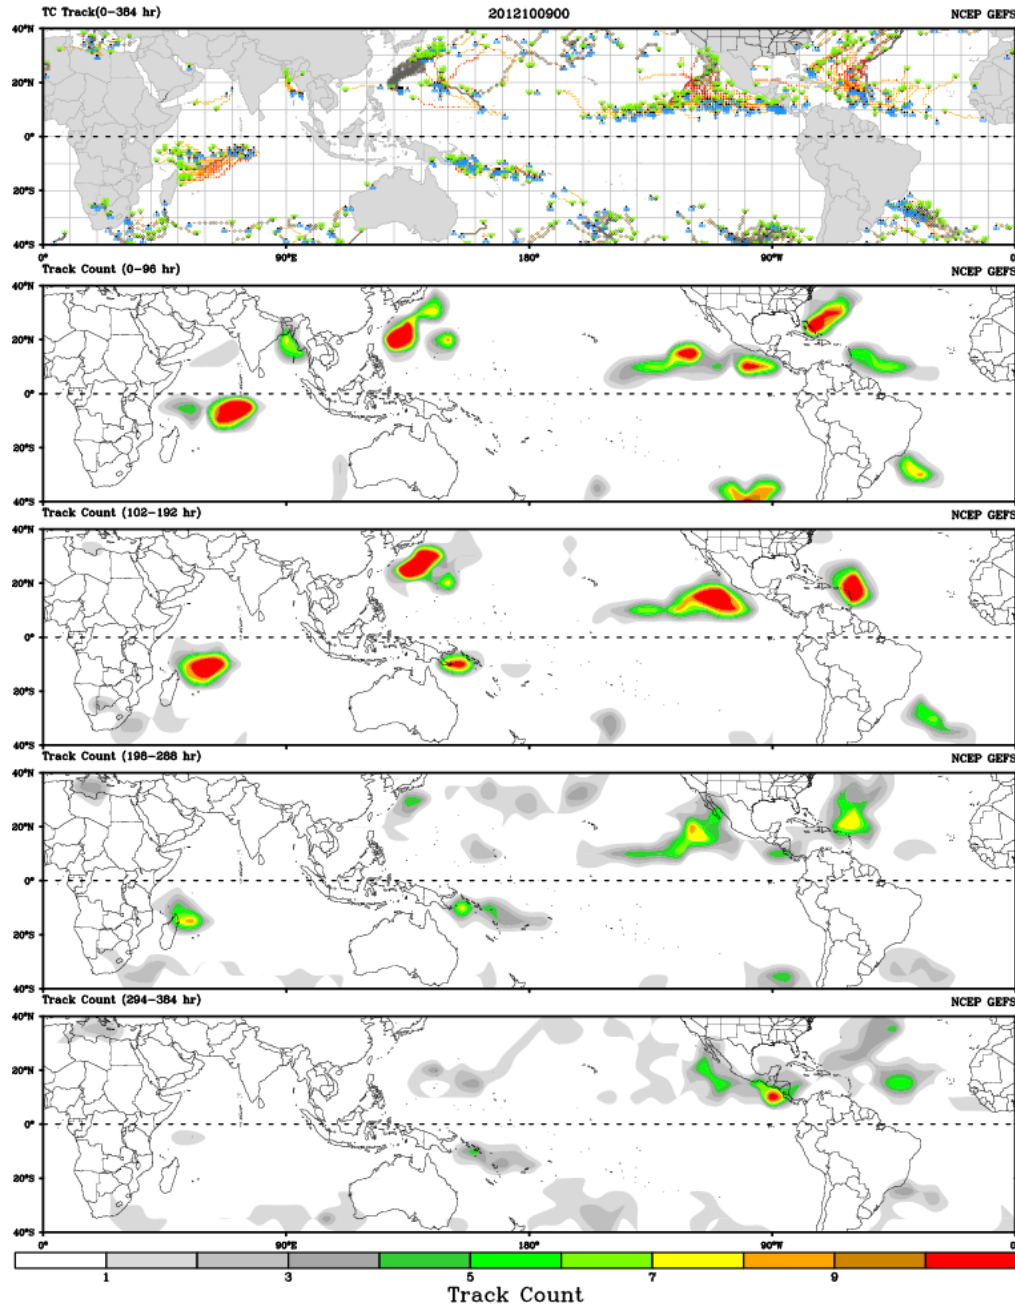 TC Track(0-384 hr) 2012100900 NCEP GEFS
40°N
20°N
0°
20°S
40°S
0° 90°E 180° 90°W 0
Track Count (0-96 hr) NCEP GEFS
40°N
20°N
0°
20°S
40°S
Track Count (102-192 hr) NCEP GEFS
40°N
20°N
0°
20°S
40°S
Track Count (198-288 hr) NCEP GEFS
40°N
20°N
0°
20°S
40°S
Track Count (294-384 hr) NCEP GEFS
40°N
20°N
0°
20°S
40°S
0° 90°E 180° 90°W 0
1 3 5 7 9
Track Count